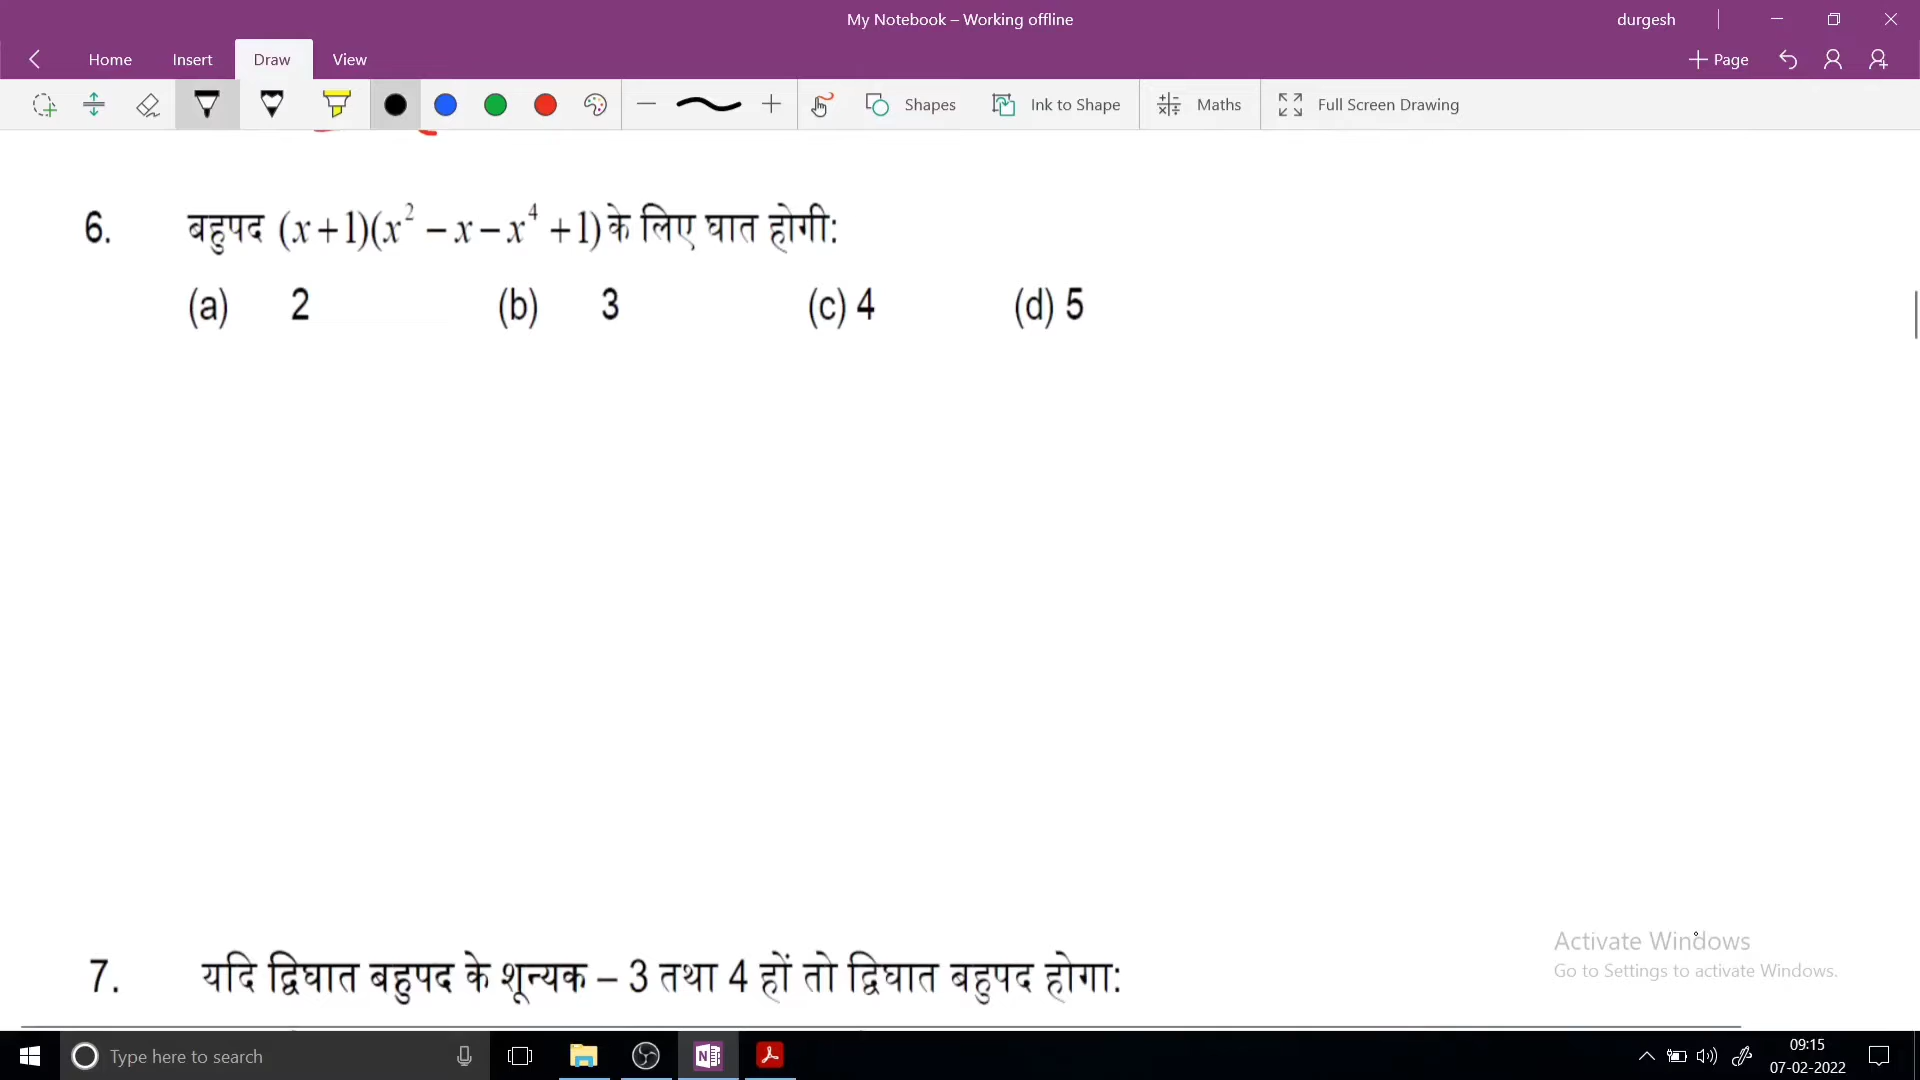 My Notebook – Working offline
durgesh
Home Insert Draw View
Page
Shapes Ink to Shape Maths Full Screen Drawing
6. बहुपद (x+1)(x² – x – x⁴ +1) के लिए घात होगी:
(a) 2 (b) 3 (c) 4 (d) 5
7. यदि द्विघात बहुपद के शून्यक – 3 तथा 4 हों तो द्विघात बहुपद होगा:
Activate Windows
Go to Settings to activate Windows.
Type here to search
09:15
07-02-2022